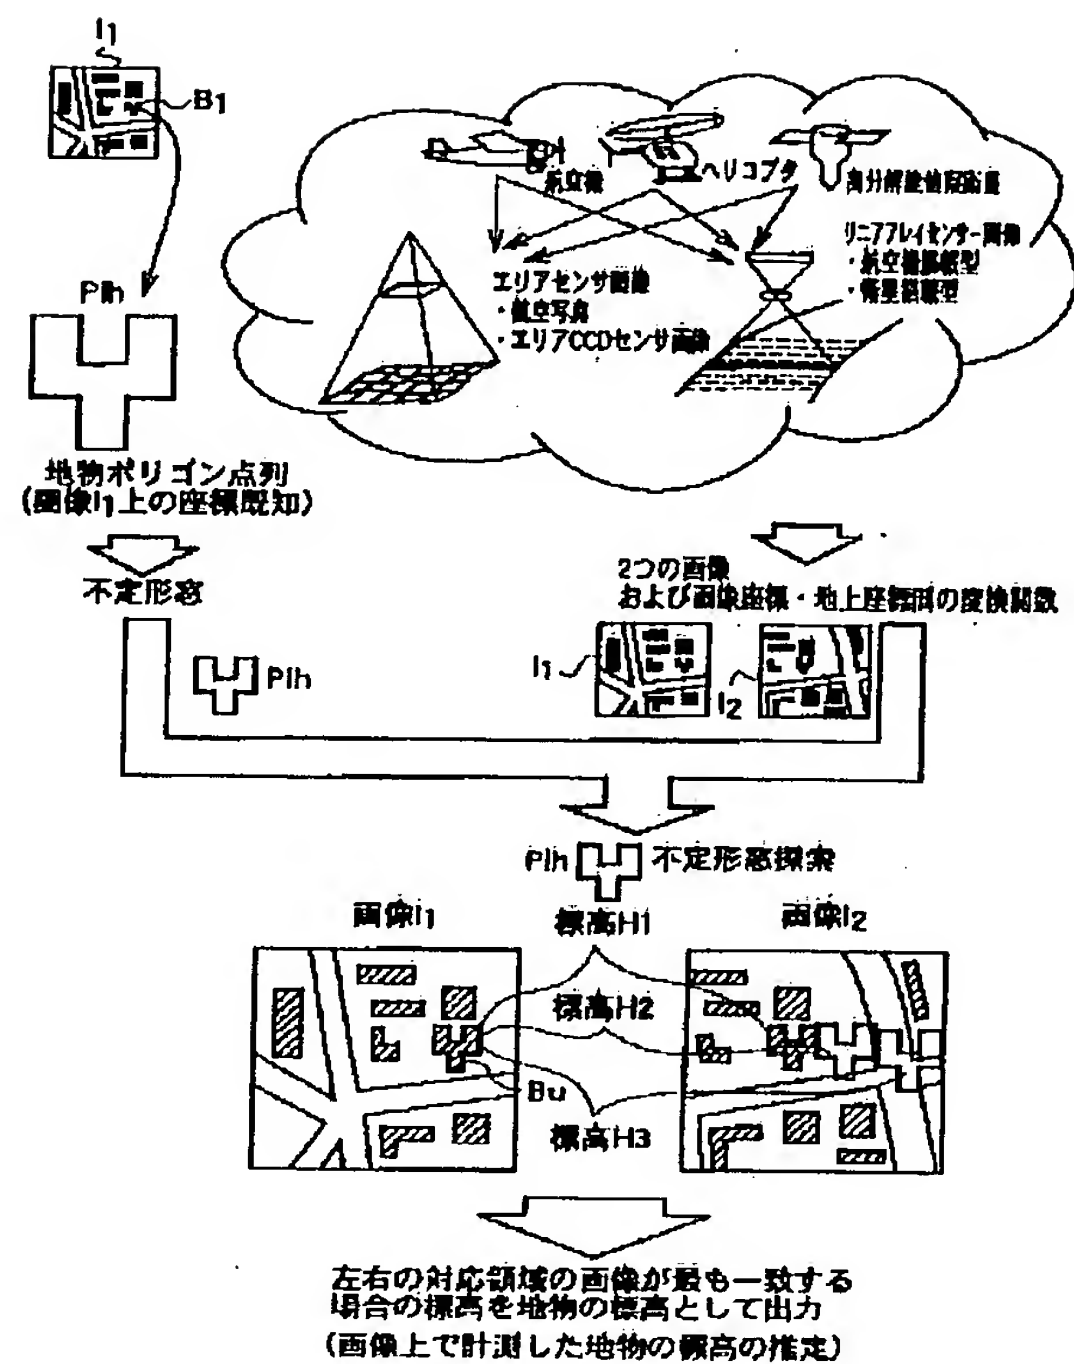 I1
B1
航空機
ヘリコプタ
高分解能偵察衛星
リニアアレイセンサー画像
・航空機搭載型
・衛星搭載型
エリアセンサ画像
・航空写真
・エリアCCDセンサ画像
Plh
地物ポリゴン点列
(画像I1上の座標既知)
不定形窓
Plh
2つの画像
および画像座標・地上座標間の変換関数
I1
I2
Plh
不定形窓探索
画像I1
標高H1
画像I2
標高H2
Bu
標高H3
左右の対応領域の画像が最も一致する
場合の標高を地物の標高として出力
(画像上で計測した地物の標高の推定)